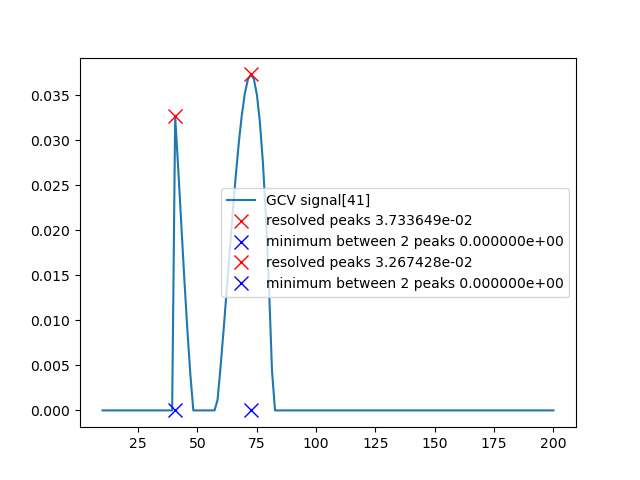 0.035
0.030
0.025
0.020
0.015
0.010
0.005
0.000
GCV signal[41]
resolved peaks 3.733649e-02
minimum between 2 peaks 0.000000e+00
resolved peaks 3.267428e-02
minimum between 2 peaks 0.000000e+00
25 50 75 100 125 150 175 200